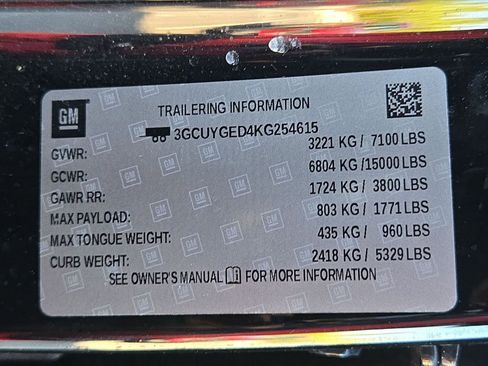 GM
TRAILERING INFORMATION
3GCUYGED4KG254615
GVWR: 3221 KG / 7100 LBS
GCWR: 6804 KG / 15000 LBS
GAWR RR: 1724 KG / 3800 LBS
MAX PAYLOAD: 803 KG / 1771 LBS
MAX TONGUE WEIGHT: 435 KG / 960 LBS
CURB WEIGHT: 2418 KG / 5329 LBS
SEE OWNER'S MANUAL FOR MORE INFORMATION